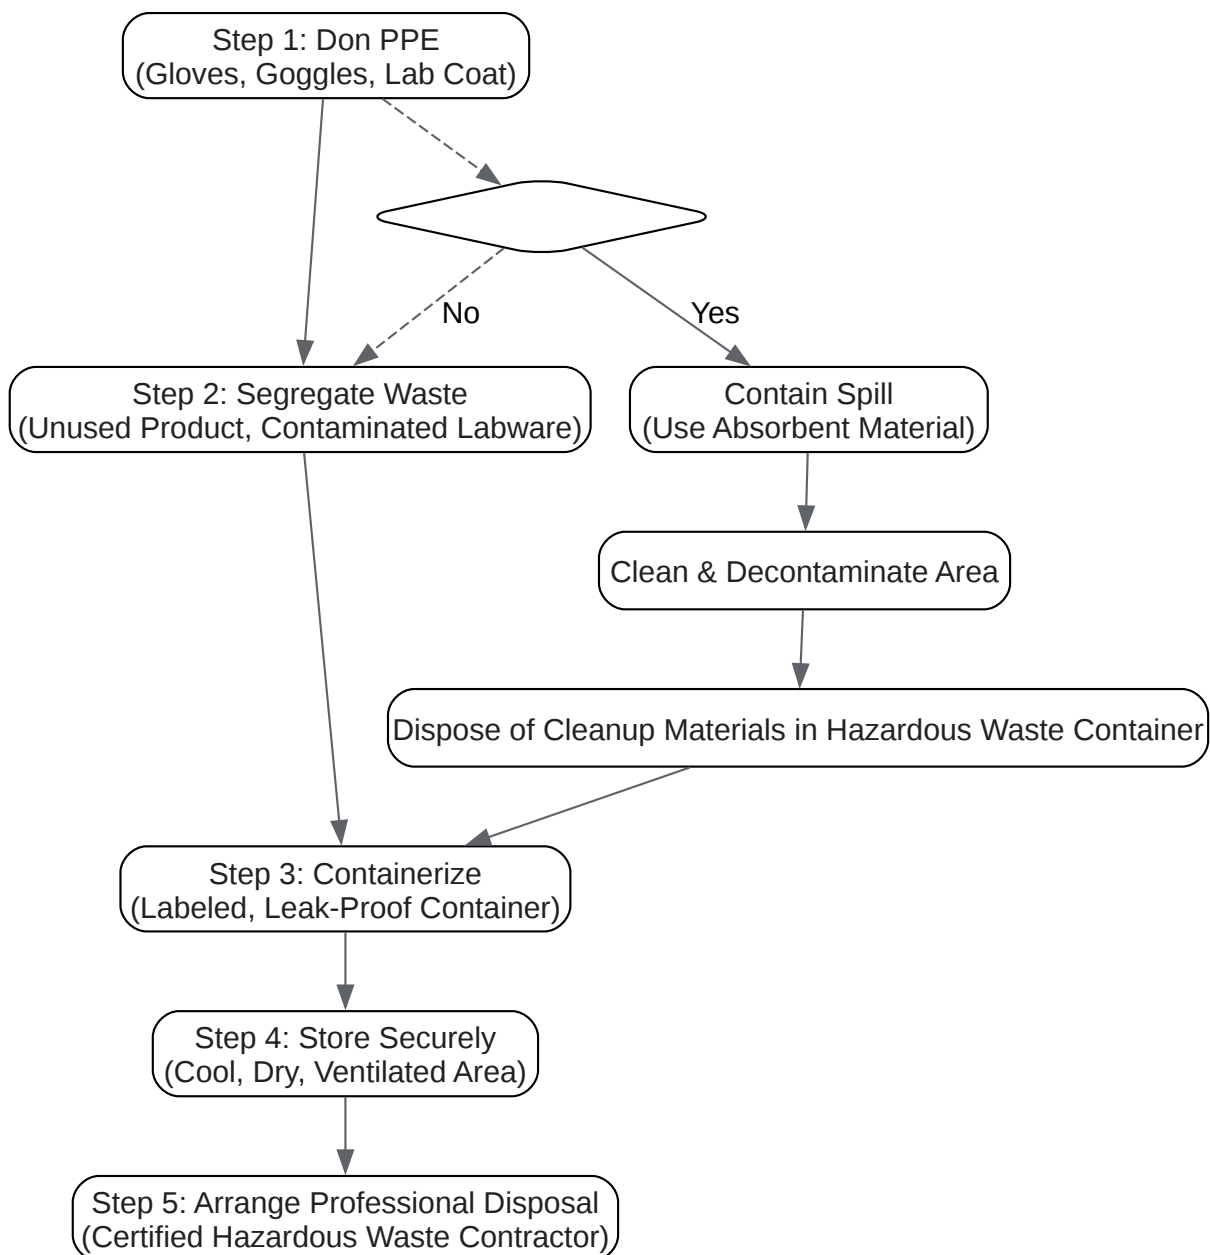 Step 1: Don PPE
(Gloves, Goggles, Lab Coat)
No
Yes
Step 2: Segregate Waste
(Unused Product, Contaminated Labware)
Contain Spill
(Use Absorbent Material)
Clean & Decontaminate Area
Dispose of Cleanup Materials in Hazardous Waste Container
Step 3: Containerize
(Labeled, Leak-Proof Container)
Step 4: Store Securely
(Cool, Dry, Ventilated Area)
Step 5: Arrange Professional Disposal
(Certified Hazardous Waste Contractor)